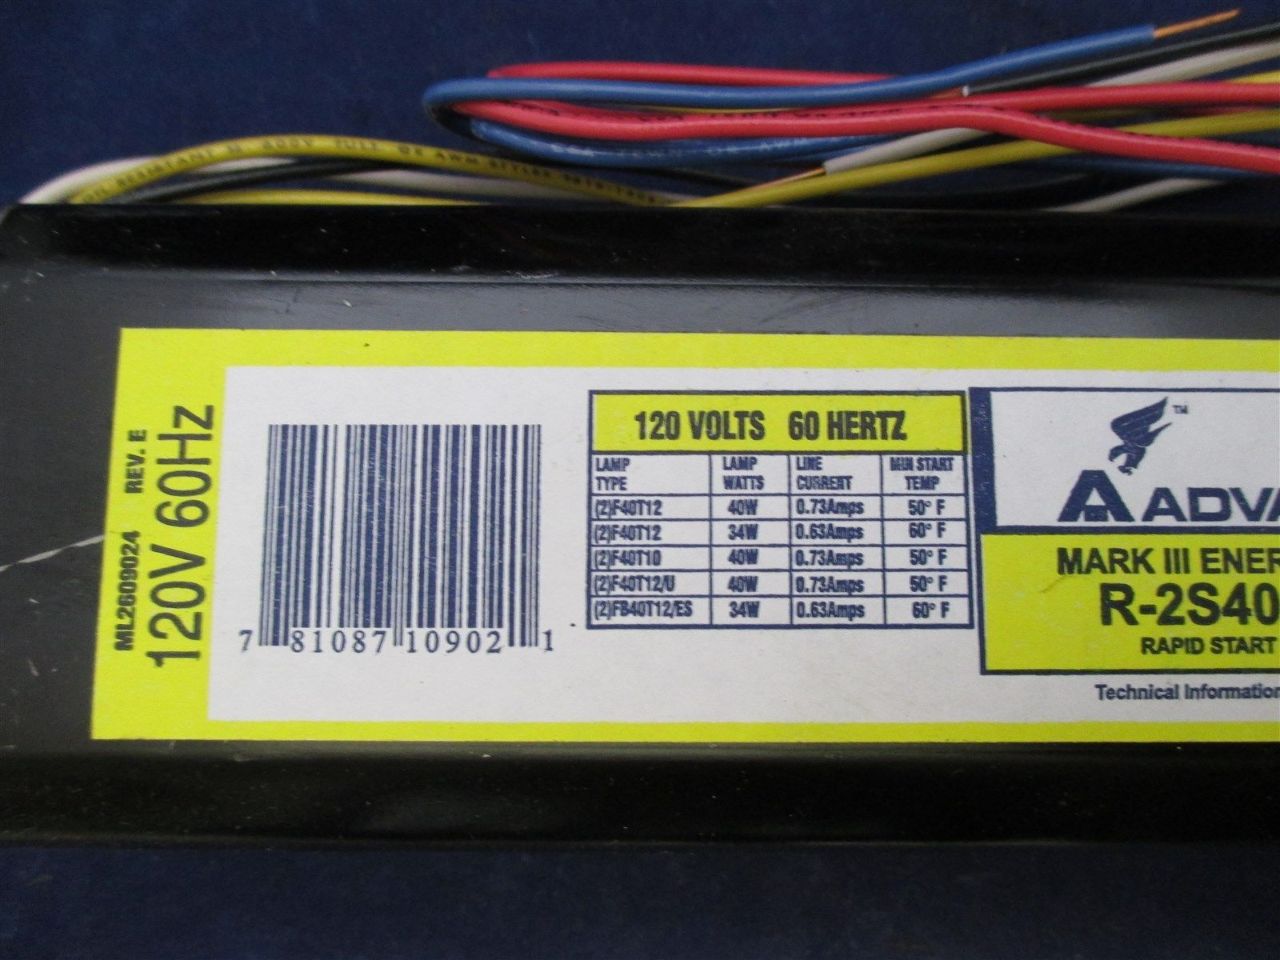 120V 60Hz
ML2609024 REV. E
7 81087 10902 1
120 VOLTS 60 HERTZ
LAMP TYPE LAMP WATTS LINE CURRENT MIN START TEMP
(2)F40T12 40W 0.73Amps 50° F
(2)F40T12 34W 0.63Amps 60° F
(2)F40T10 40W 0.73Amps 50° F
(2)F40T12/U 40W 0.73Amps 50° F
(2)FB40T12/ES 34W 0.63Amps 60° F
TM
ADVA
MARK III ENER
R-2S40
RAPID START
Technical Information